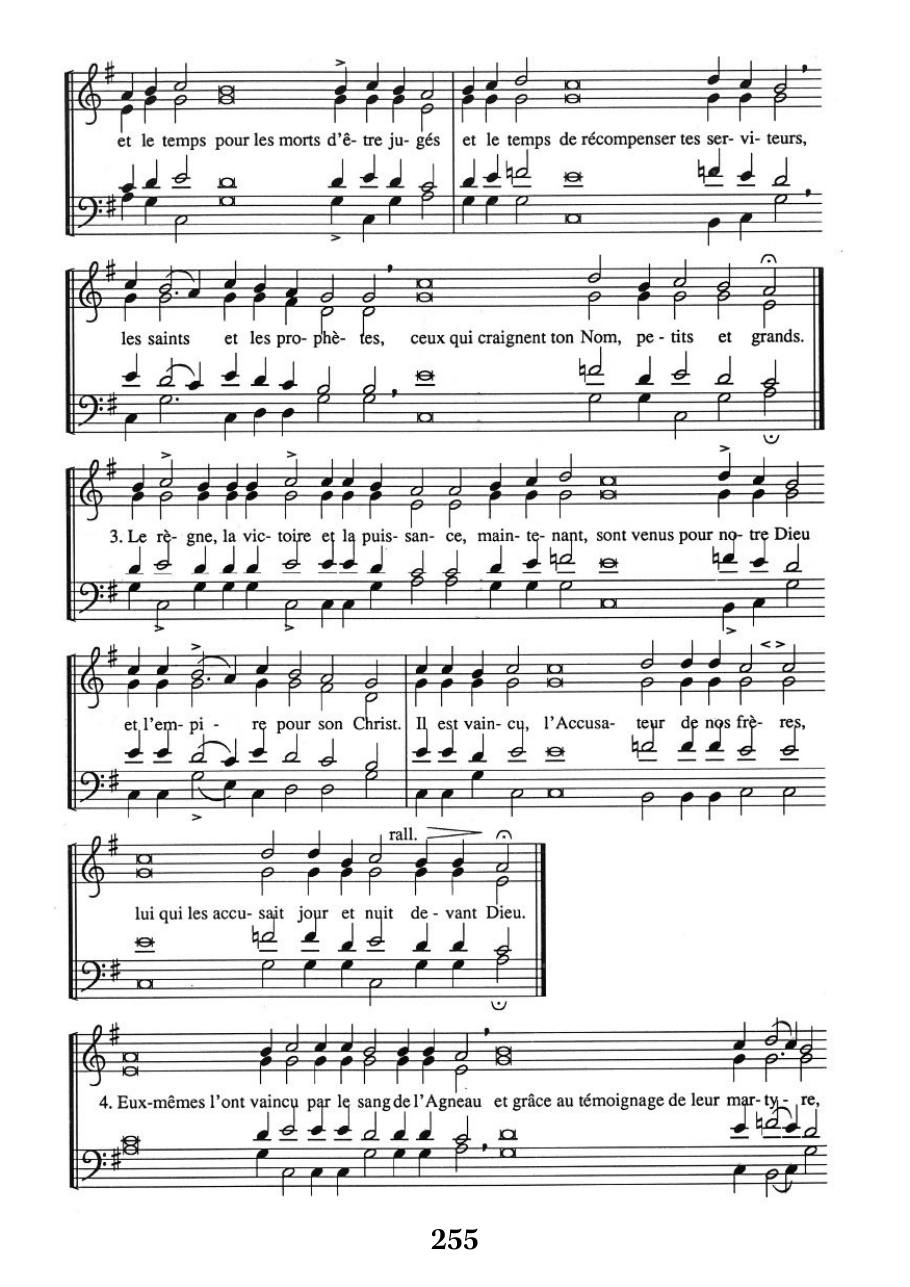 et le temps pour les morts d'ê- tre ju- gés et le temps de récompenser tes ser- vi- teurs,
les saints et les pro- phè- tes, ceux qui craignent ton Nom, pe - tits et grands.
3. Le rè- gne, la vic- toire et la puis- san- ce, main- te- nant, sont venus pour no- tre Dieu
et l'em- pi - re pour son Christ. Il est vain- cu, l'Accusa- teur de nos frè- res,
rall.
lui qui les accu- sait jour et nuit de - vant Dieu.
4. Eux-mêmes l'ont vaincu par le sang de l'Agneau et grâce au témoignage de leur mar- ty - re,
255